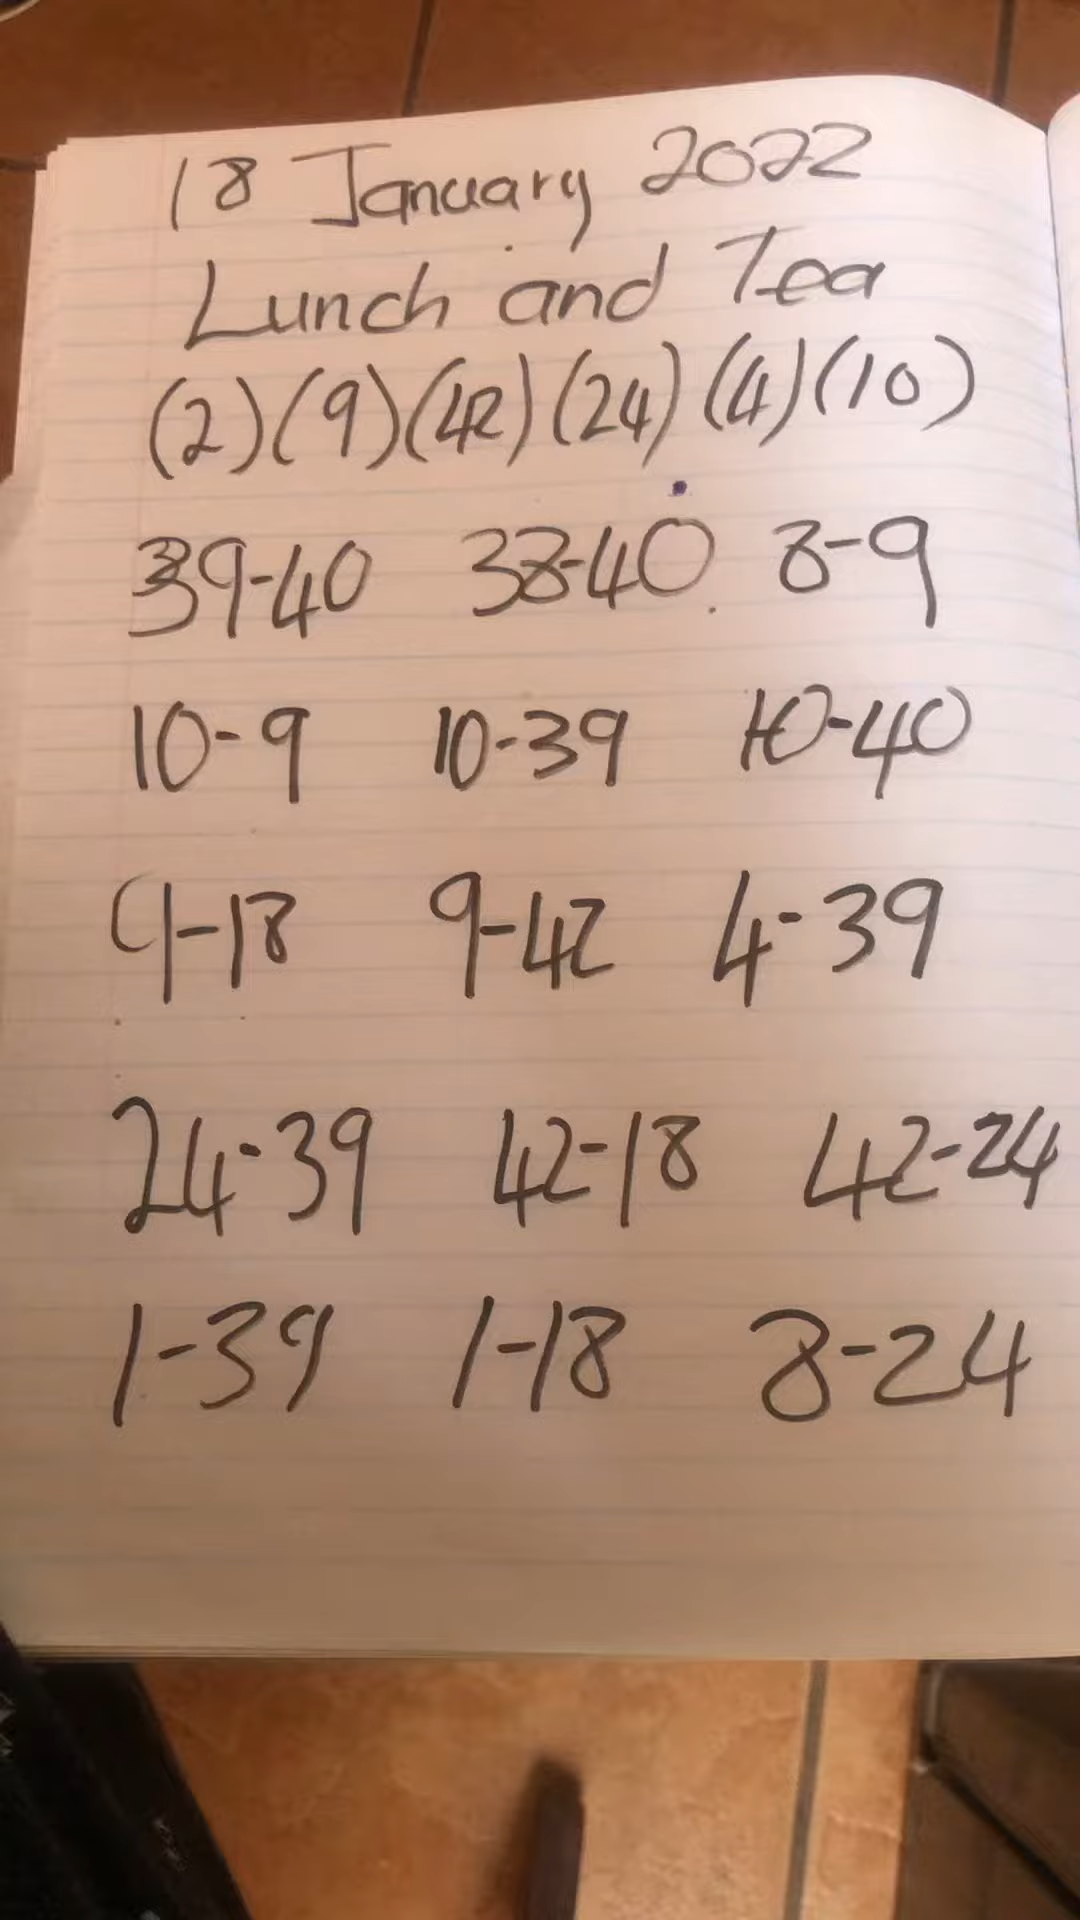 18 January 2022
Lunch and Tea
(2) (9) (42) (24) (4) (10)
39-40 38-40 8-9
10-9 10-39 10-40
9-18 9-42 4-39
24-39 42-18 42-24
1-39 1-18 8-24